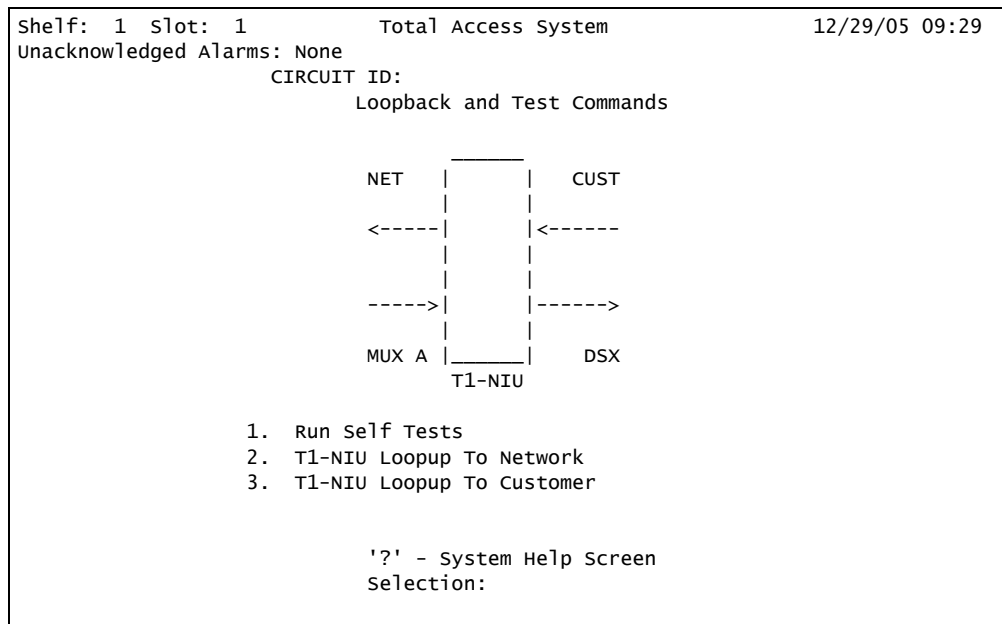 Shelf:  1  Slot:  1            Total Access System                 12/29/05 09:29
Unacknowledged Alarms: None
CIRCUIT ID:
Loopback and Test Commands
______
NET   |      |   CUST
|      |
<-----|      |<------
|      |
|      |
----->|      |------>
|      |
MUX A |______|    DSX
T1-NIU
1.  Run Self Tests
2.  T1-NIU Loopup To Network
3.  T1-NIU Loopup To Customer
'?' - System Help Screen
Selection: